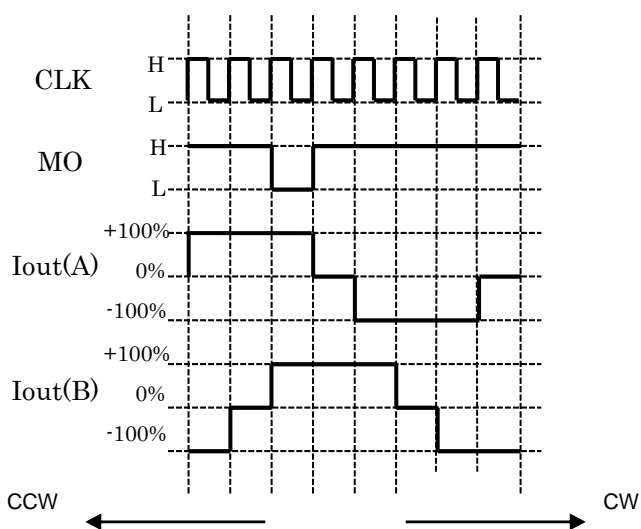 CLK
H
L
MO
H
L
Iout(A)
+100%
0%
-100%
Iout(B)
+100%
0%
-100%
CCW
CW